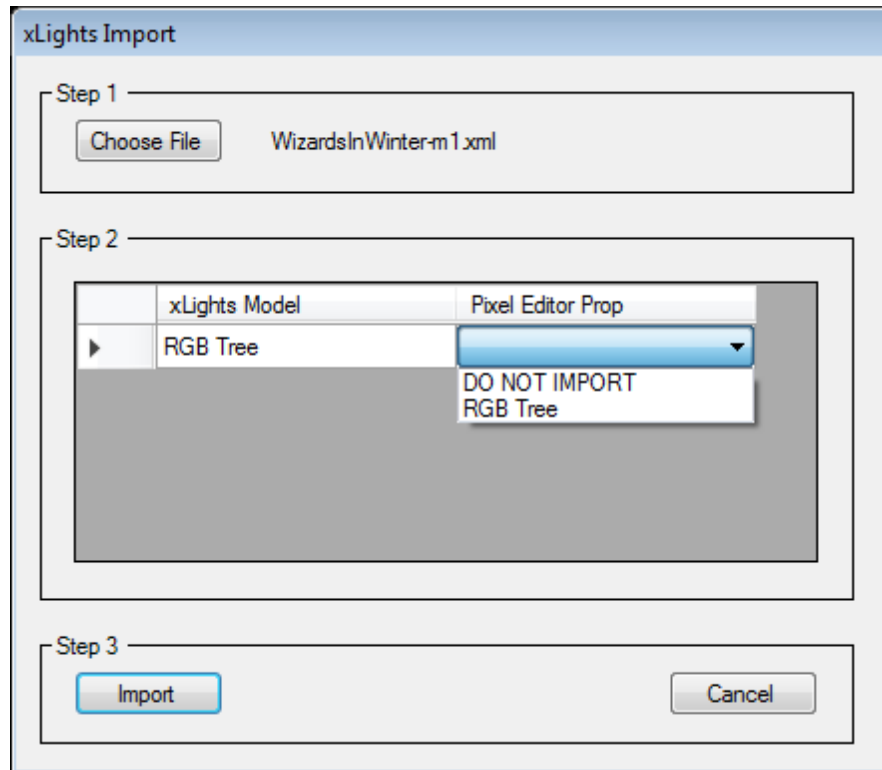 xLights Import
Step 1
Choose File WizardsInWinter-m1.xml
Step 2
xLights Model Pixel Editor Prop
RGB Tree
DO NOT IMPORT
RGB Tree
Step 3
Import Cancel